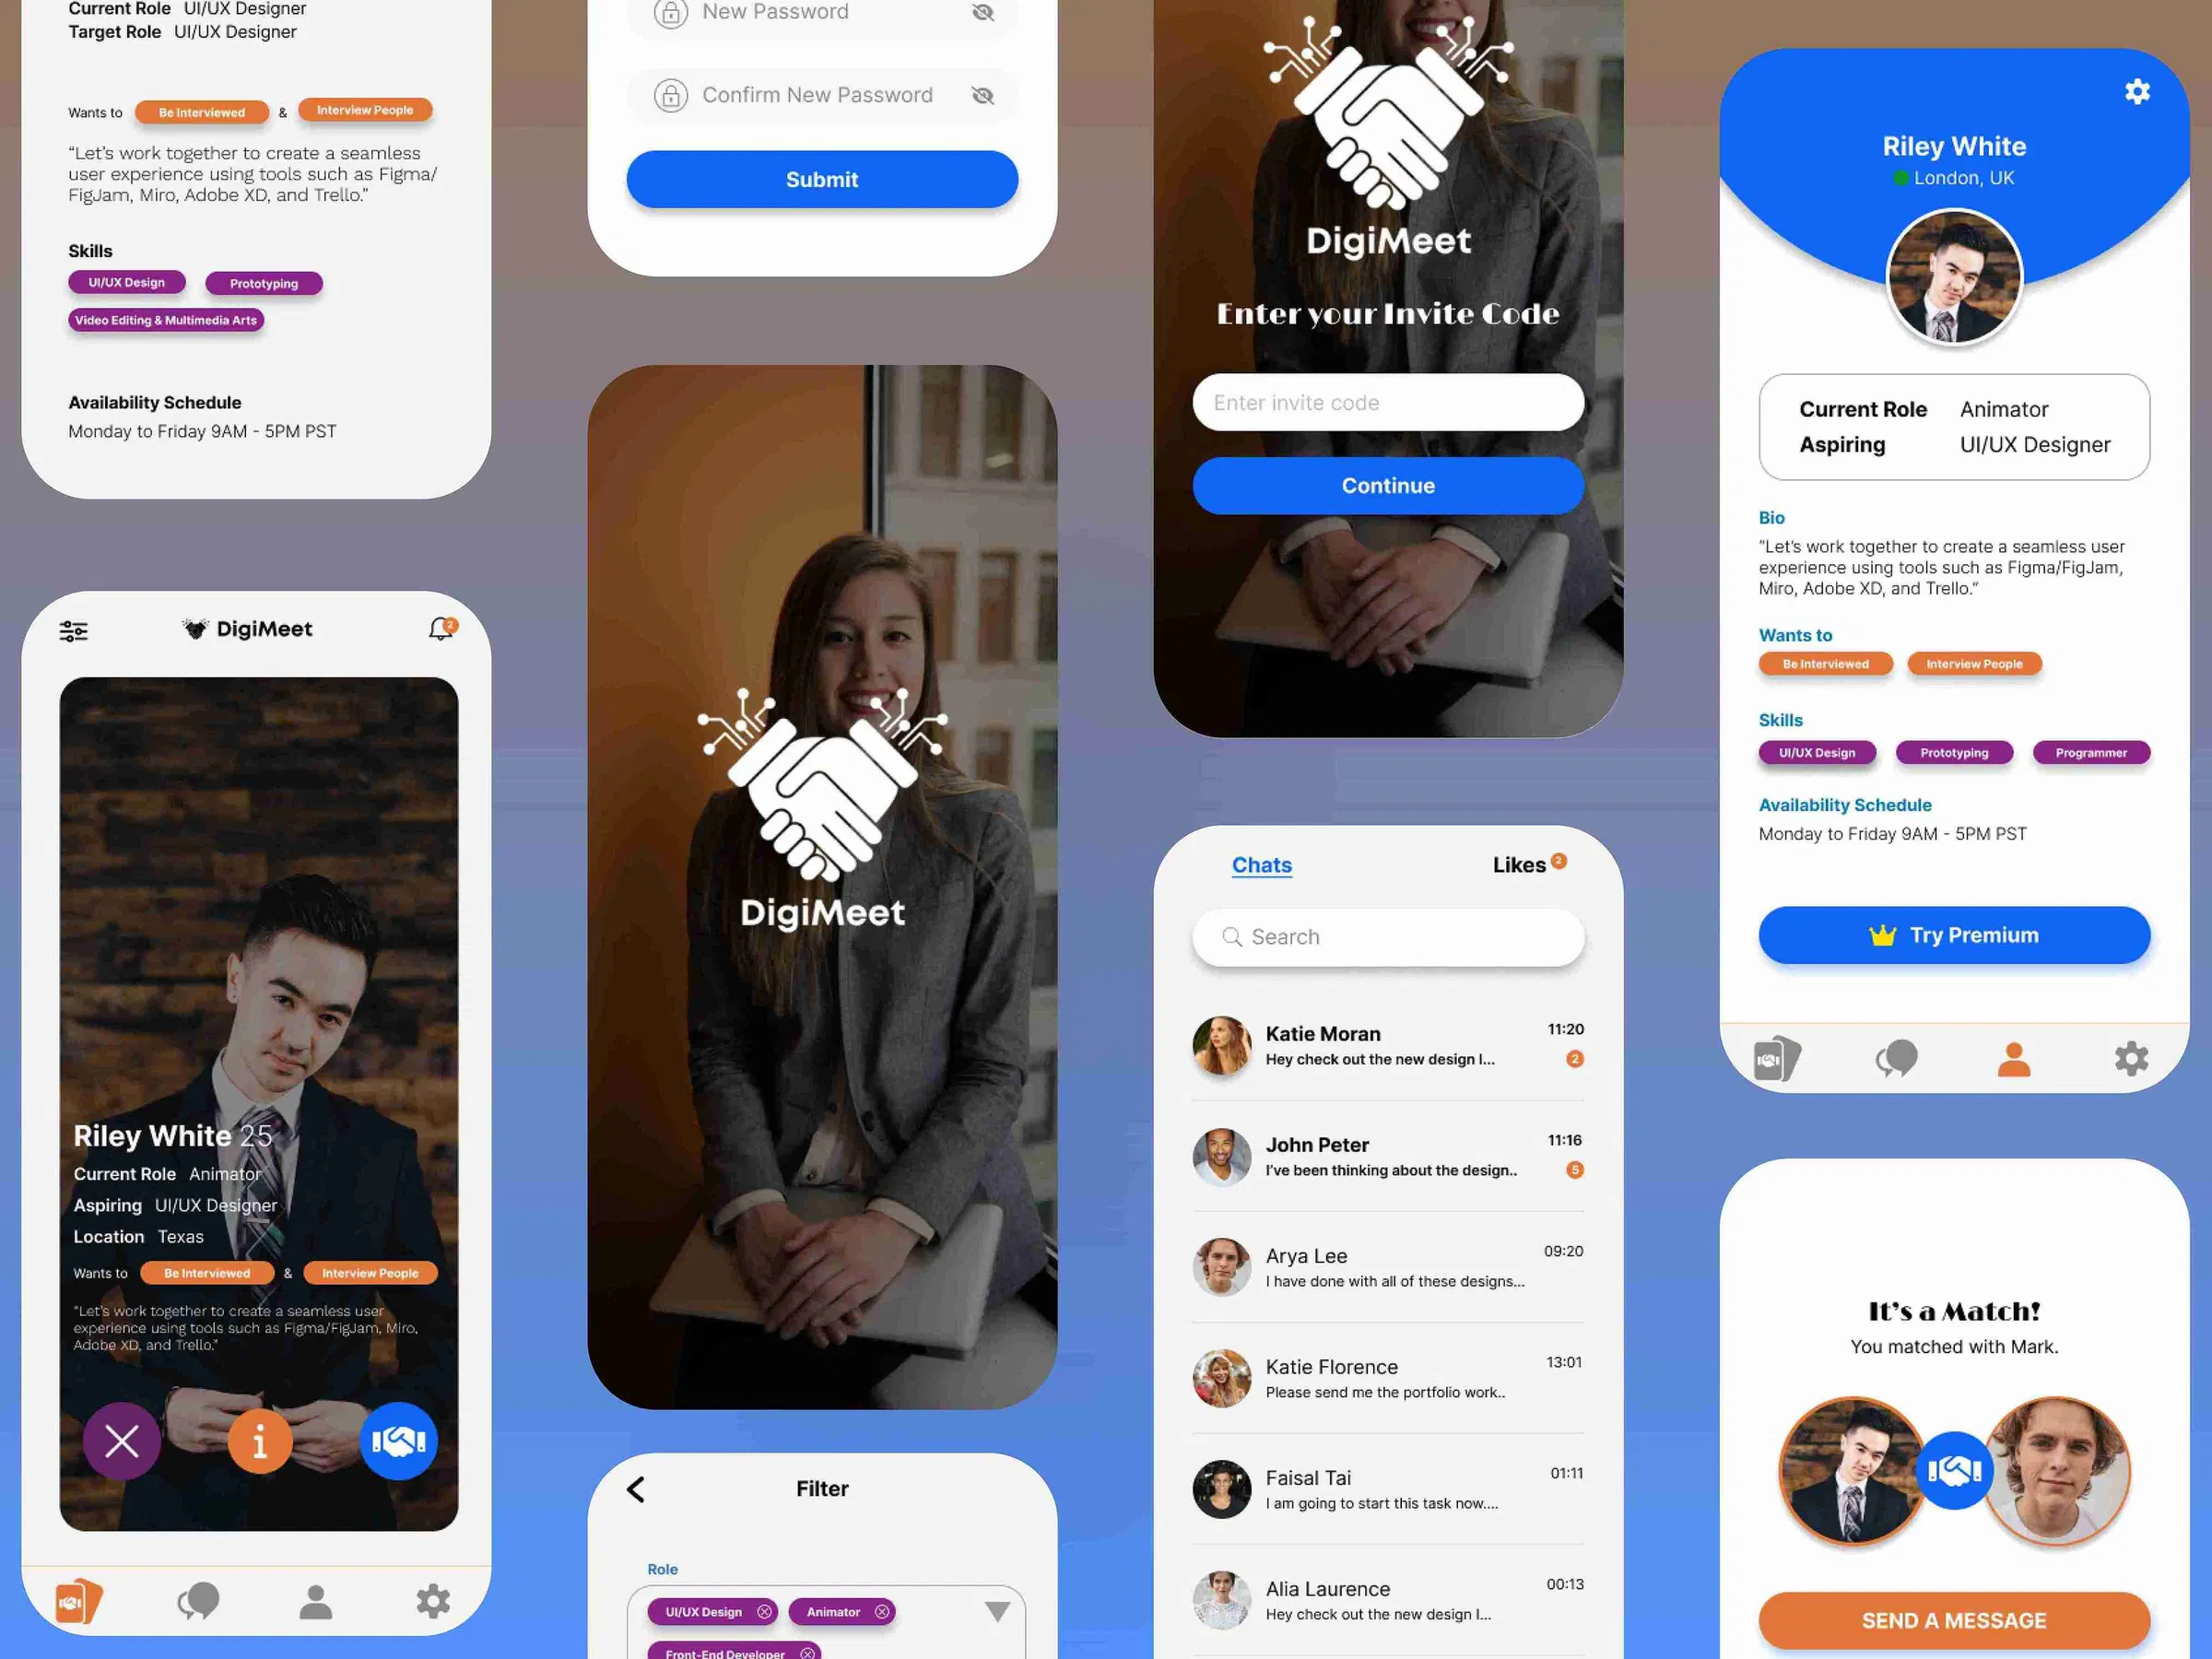 Current Role UI/UX Designer
Target Role UI/UX Designer
Wants to Be Interviewed & Interview People
“Let’s work together to create a seamless
user experience using tools such as Figma/
FigJam, Miro, Adobe XD, and Trello.”
Skills
UI/UX Design Prototyping
Video Editing & Multimedia Arts
Availability Schedule
Monday to Friday 9AM - 5PM PST
DigiMeet 2
Riley White 25
Current Role Animator
Aspiring UI/UX Designer
Location Texas
Wants to Be Interviewed & Interview People
“Let’s work together to create a seamless user
experience using tools such as Figma/FigJam, Miro,
Adobe XD, and Trello.”
i
New Password
Confirm New Password
Submit
DigiMeet
Filter
Role
UI/UX Design Animator
Front-End Developer
DigiMeet
Enter your Invite Code
Enter invite code
Continue
Chats Likes 2
Search
Katie Moran 11:20
Hey check out the new design I... 2
John Peter 11:16
I’ve been thinking about the design.. 5
Arya Lee 09:20
I have done with all of these designs...
Katie Florence 13:01
Please send me the portfolio work..
Faisal Tai 01:11
I am going to start this task now....
Alia Laurence 00:13
Hey check out the new design I...
Riley White
London, UK
Current Role Animator
Aspiring UI/UX Designer
Bio
“Let’s work together to create a seamless user
experience using tools such as Figma/FigJam,
Miro, Adobe XD, and Trello.”
Wants to
Be Interviewed Interview People
Skills
UI/UX Design Prototyping Programmer
Availability Schedule
Monday to Friday 9AM - 5PM PST
Try Premium
It’s a Match!
You matched with Mark.
SEND A MESSAGE